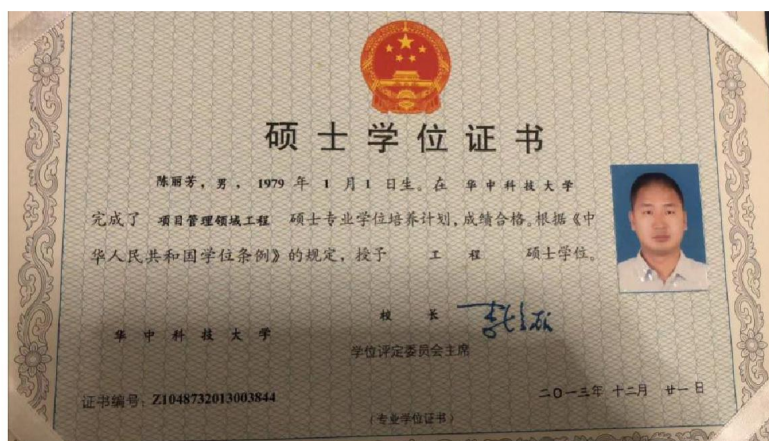 硕士学位证书
陈丽芳，男，1979 年 1 月 1 日生。在 华中科技大学
完成了 项目管理领域工程 硕士专业学位培养计划，成绩合格。根据《中
华人民共和国学位条例》的规定，授予 工 程 硕士学位。
校 长
华中科技大学
学位评定委员会主席
证书编号：Z1048732013003844
二〇一三年 十二月 廿一 日
（专业学位证书）